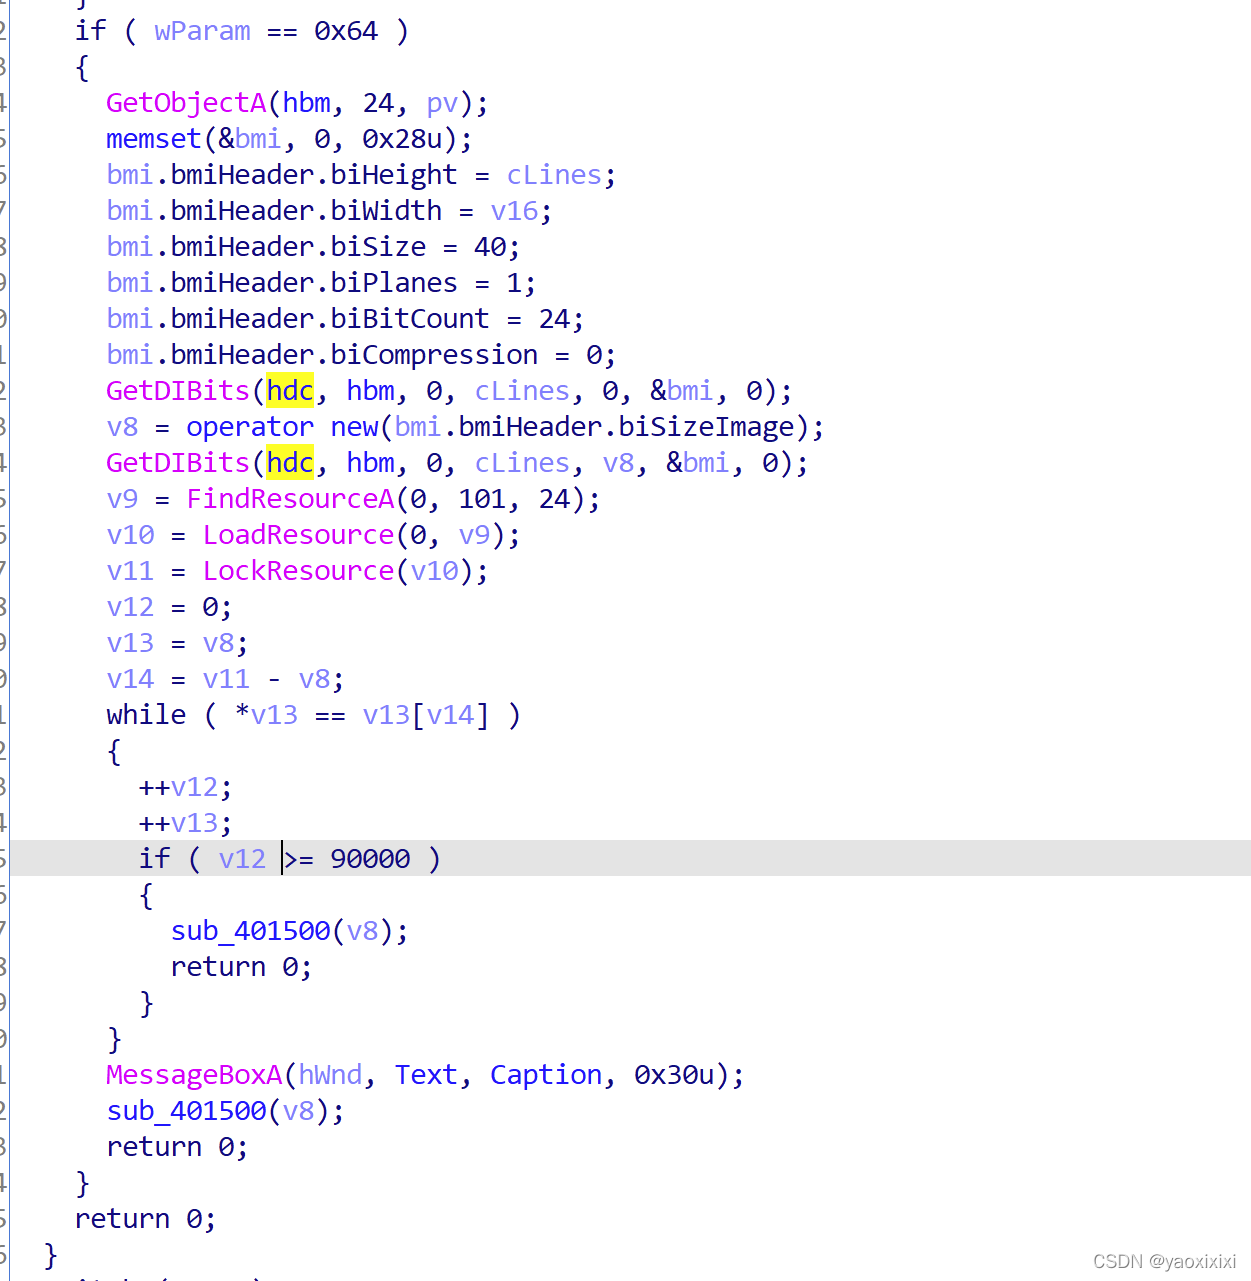 }
if ( wParam == 0x64 )
{
GetObjectA(hbm, 24, pv);
memset(&bmi, 0, 0x28u);
bmi.bmiHeader.biHeight = cLines;
bmi.bmiHeader.biWidth = v16;
bmi.bmiHeader.biSize = 40;
bmi.bmiHeader.biPlanes = 1;
bmi.bmiHeader.biBitCount = 24;
bmi.bmiHeader.biCompression = 0;
GetDIBits(hdc, hbm, 0, cLines, 0, &bmi, 0);
v8 = operator new(bmi.bmiHeader.biSizeImage);
GetDIBits(hdc, hbm, 0, cLines, v8, &bmi, 0);
v9 = FindResourceA(0, 101, 24);
v10 = LoadResource(0, v9);
v11 = LockResource(v10);
v12 = 0;
v13 = v8;
v14 = v11 - v8;
while ( *v13 == v13[v14] )
{
++v12;
++v13;
if ( v12 >= 90000 )
{
sub_401500(v8);
return 0;
}
}
MessageBoxA(hWnd, Text, Caption, 0x30u);
sub_401500(v8);
return 0;
}
return 0;
}
CSDN @yaoxixixi